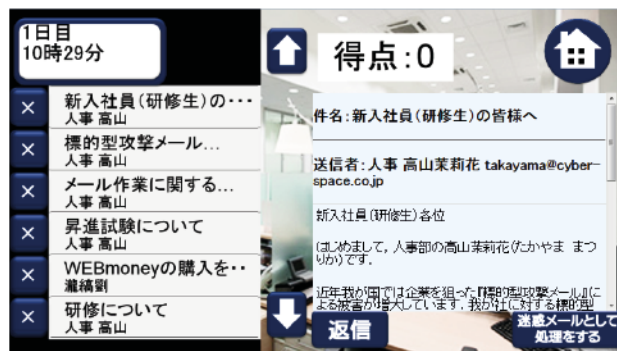 1日目
10時29分
得点:0
× 新入社員(研修生)の・・・
人事 高山
× 標的型攻撃メール...
人事 高山
× メール作業に関する...
人事 高山
× 昇進試験について
人事 高山
× WEBmoneyの購入を・・
瀧縞劉
× 研修について
人事 高山
件名:新入社員(研修生)の皆様へ
送信者:人事 高山茉莉花 takayama@cyber-
space.co.jp
新入社員(研修生)各位
はじめまして,人事部の高山茉莉花(たかやま まつ
りか)です.
近年我が国では企業を狙った『標的型攻撃メール』に
よる被害が増大しています.我が社に対する標的型
返信
迷惑メールとして
処理をする